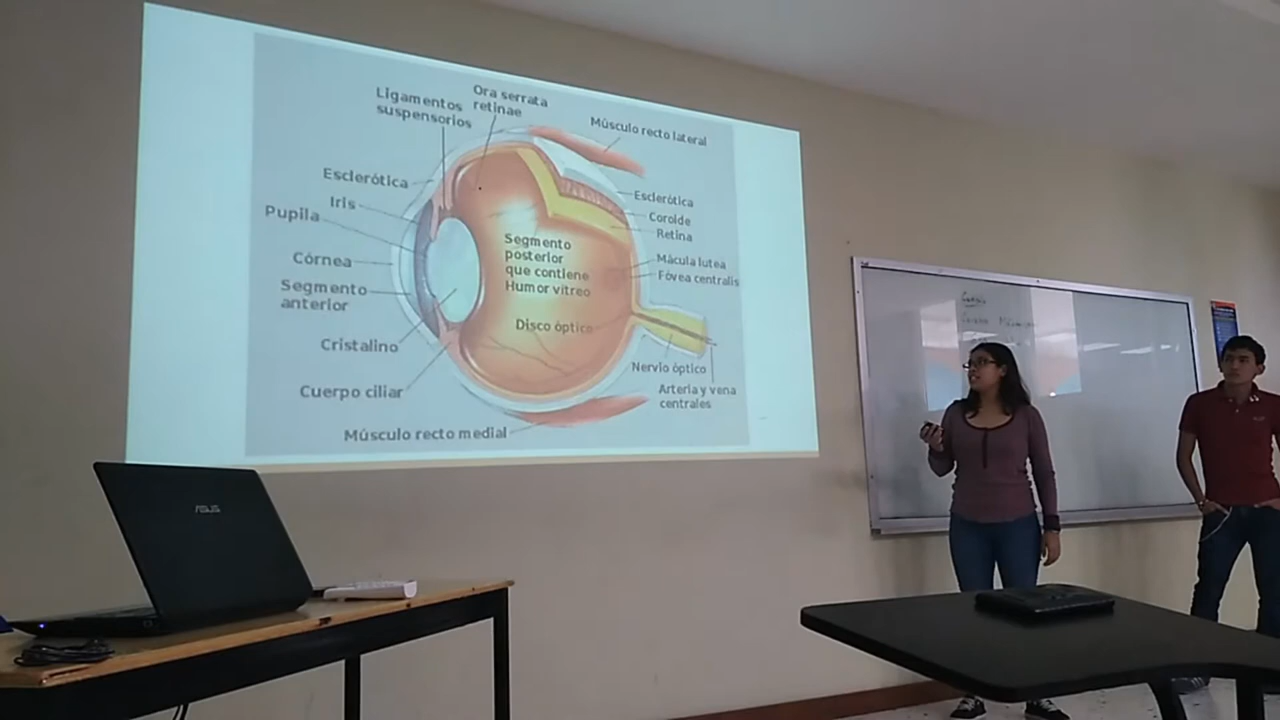 Ligamentos
suspensorios
Ora serrata
retinae
Músculo recto lateral
Esclerótica
Iris
Pupila
Córnea
Segmento
anterior
Cristalino
Cuerpo ciliar
Músculo recto medial
Segmento
posterior
que contiene
Humor vítreo
Disco óptico
Esclerótica
Coroide
Retina
Mácula lutea
Fóvea centralis
Nervio óptico
Arteria y vena
centrales
ASUS